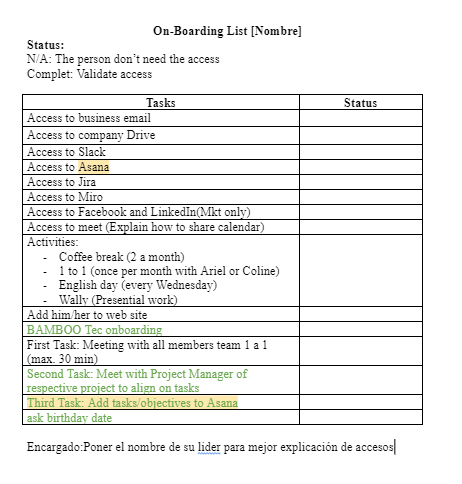 On-Boarding List [Nombre]
Status:
N/A: The person don’t need the access
Complet: Validate access
Tasks Status
Access to business email
Access to company Drive
Access to Slack
Access to Asana
Access to Jira
Access to Miro
Access to Facebook and LinkedIn(Mkt only)
Access to meet (Explain how to share calendar)
Activities:
- Coffee break (2 a month)
- 1 to 1 (once per month with Ariel or Coline)
- English day (every Wednesday)
- Wally (Presential work)
Add him/her to web site
BAMBOO Tec onboarding
First Task: Meeting with all members team 1 a 1
(max. 30 min)
Second Task: Meet with Project Manager of
respective project to align on tasks
Third Task: Add tasks/objectives to Asana
ask birthday date
Encargado:Poner el nombre de su lider para mejor explicación de accesos